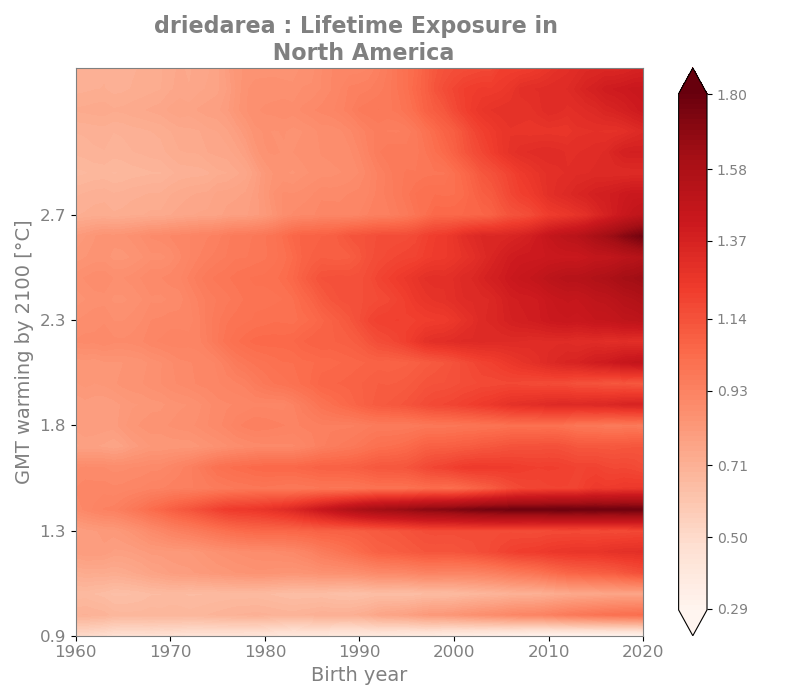 driedarea : Lifetime Exposure in
North America
GMT warming by 2100 [°C]
2.7
2.3
1.8
1.3
0.9
1960 1970 1980 1990 2000 2010 2020
Birth year
1.80
1.58
1.37
1.14
0.93
0.71
0.50
0.29